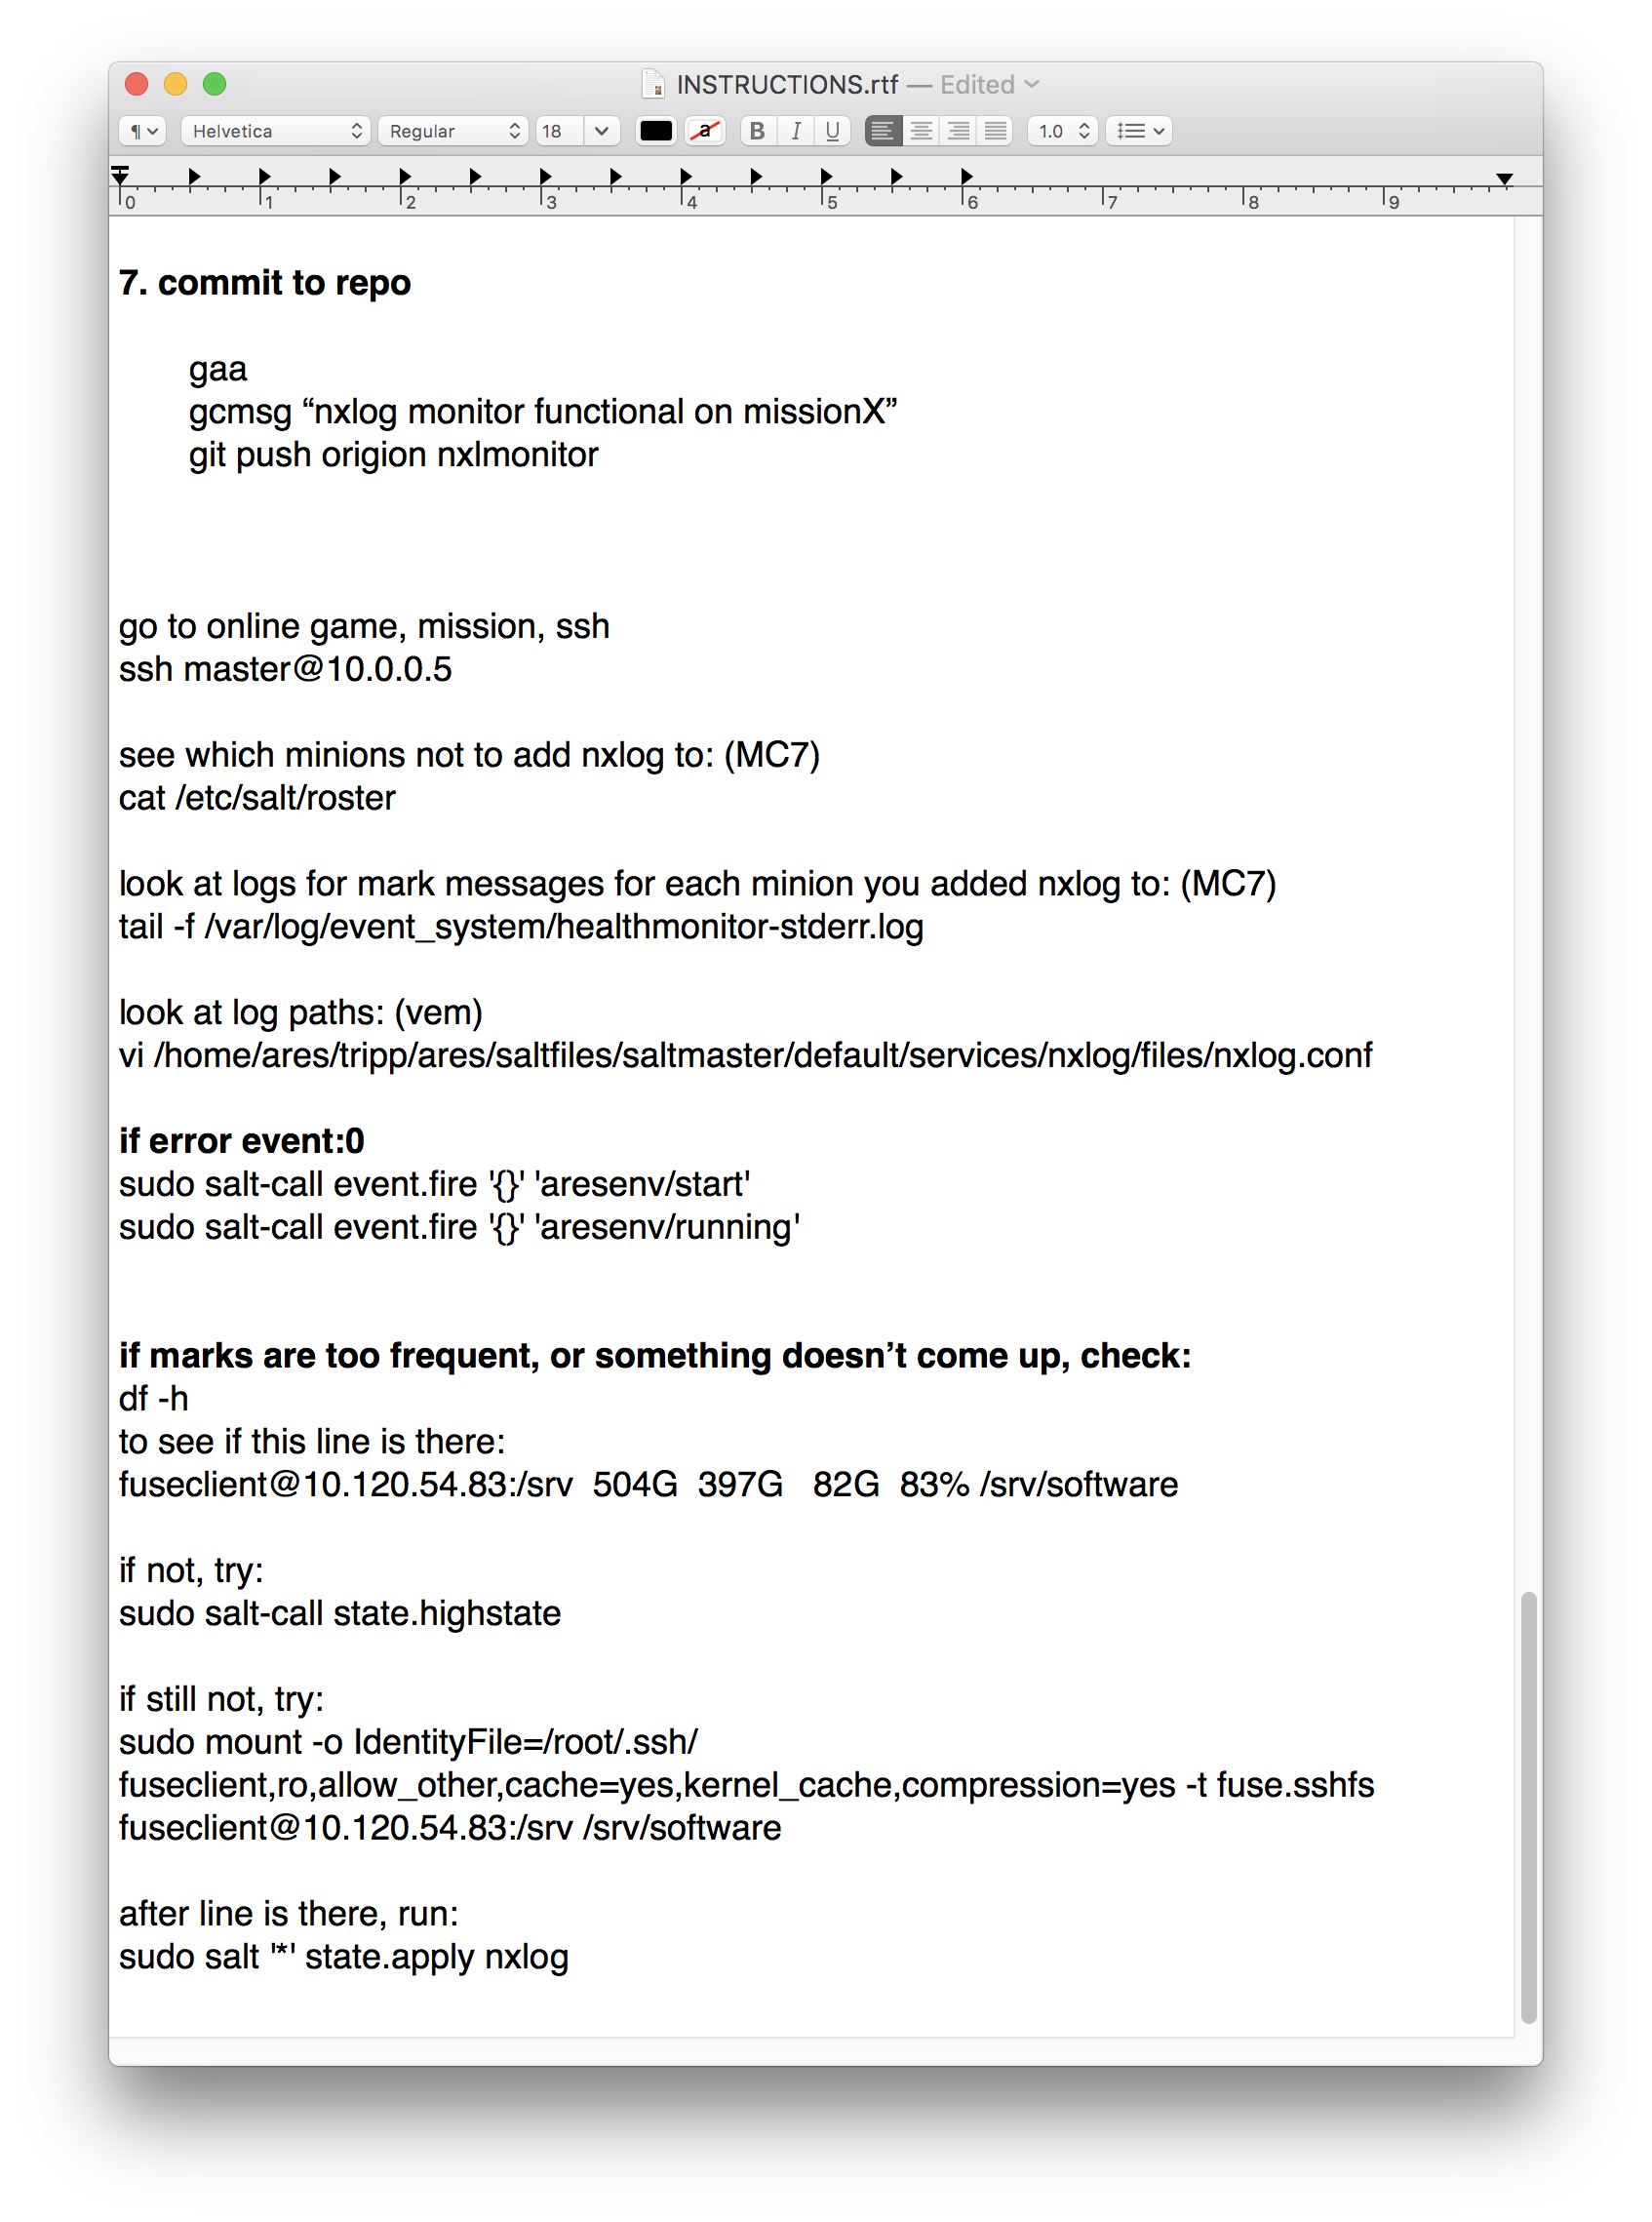 INSTRUCTIONS.rtf — Edited
¶ Helvetica Regular 18 a B I U 1.0
0 1 2 3 4 5 6 7 8 9
7. commit to repo
gaa
gcmsg “nxlog monitor functional on missionX”
git push origion nxlmonitor
go to online game, mission, ssh
ssh master@10.0.0.5
see which minions not to add nxlog to: (MC7)
cat /etc/salt/roster
look at logs for mark messages for each minion you added nxlog to: (MC7)
tail -f /var/log/event_system/healthmonitor-stderr.log
look at log paths: (vem)
vi /home/ares/tripp/ares/saltfiles/saltmaster/default/services/nxlog/files/nxlog.conf
if error event:0
sudo salt-call event.fire '{}' 'aresenv/start'
sudo salt-call event.fire '{}' 'aresenv/running'
if marks are too frequent, or something doesn’t come up, check:
df -h
to see if this line is there:
fuseclient@10.120.54.83:/srv  504G  397G   82G  83% /srv/software
if not, try:
sudo salt-call state.highstate
if still not, try:
sudo mount -o IdentityFile=/root/.ssh/
fuseclient,ro,allow_other,cache=yes,kernel_cache,compression=yes -t fuse.sshfs
fuseclient@10.120.54.83:/srv /srv/software
after line is there, run:
sudo salt '*' state.apply nxlog